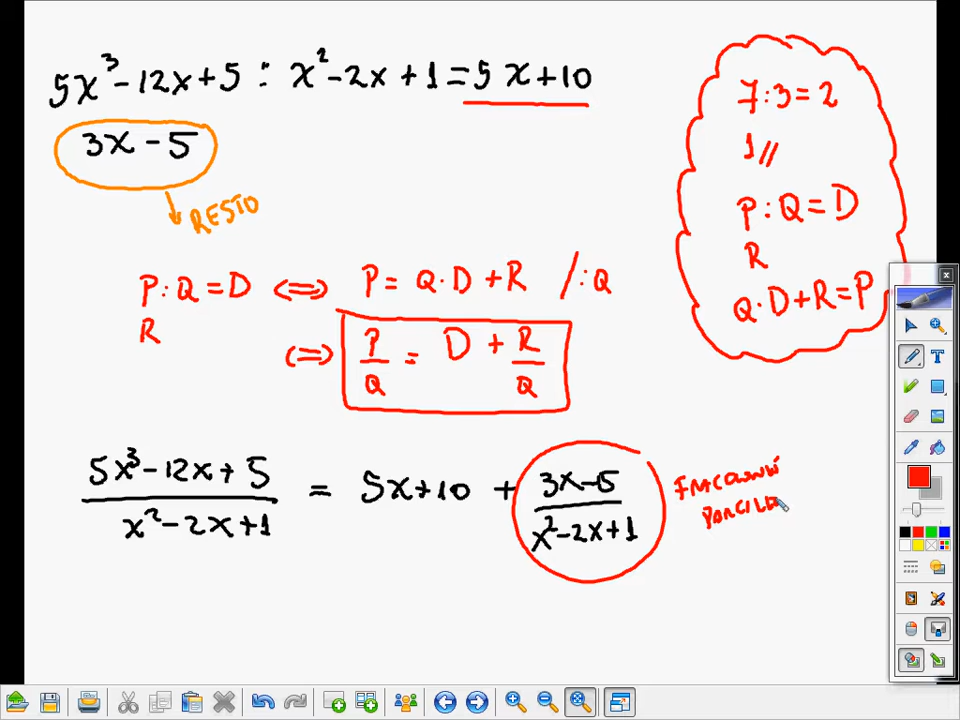 5x³-12x+5 : x²-2x+1=5x+10
3x-5
RESTO
7:3=2
1//
P:Q=D
R
Q·D+R=P
P:Q=D <=> P=Q·D+R /:Q
R
<=> P/Q = D + R/Q
(5x³-12x+5)/(x²-2x+1) = 5x+10 + (3x-5)/(x²-2x+1)